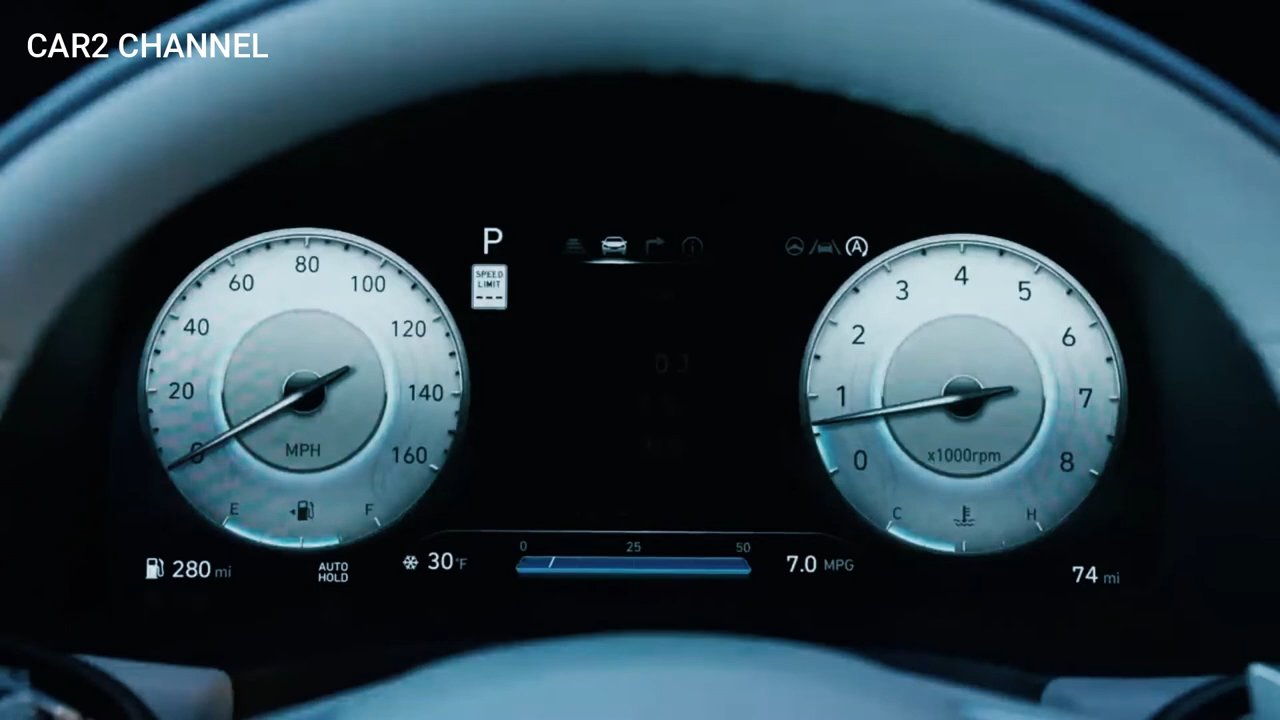 CAR2 CHANNEL
P
SPEED
LIMIT
---
0
20
40
60
80
100
120
140
160
MPH
E
F
A
0
1
2
3
4
5
6
7
8
x1000rpm
C
H
280 mi
AUTO
HOLD
30°F
0 25 50
7.0 MPG
74 mi